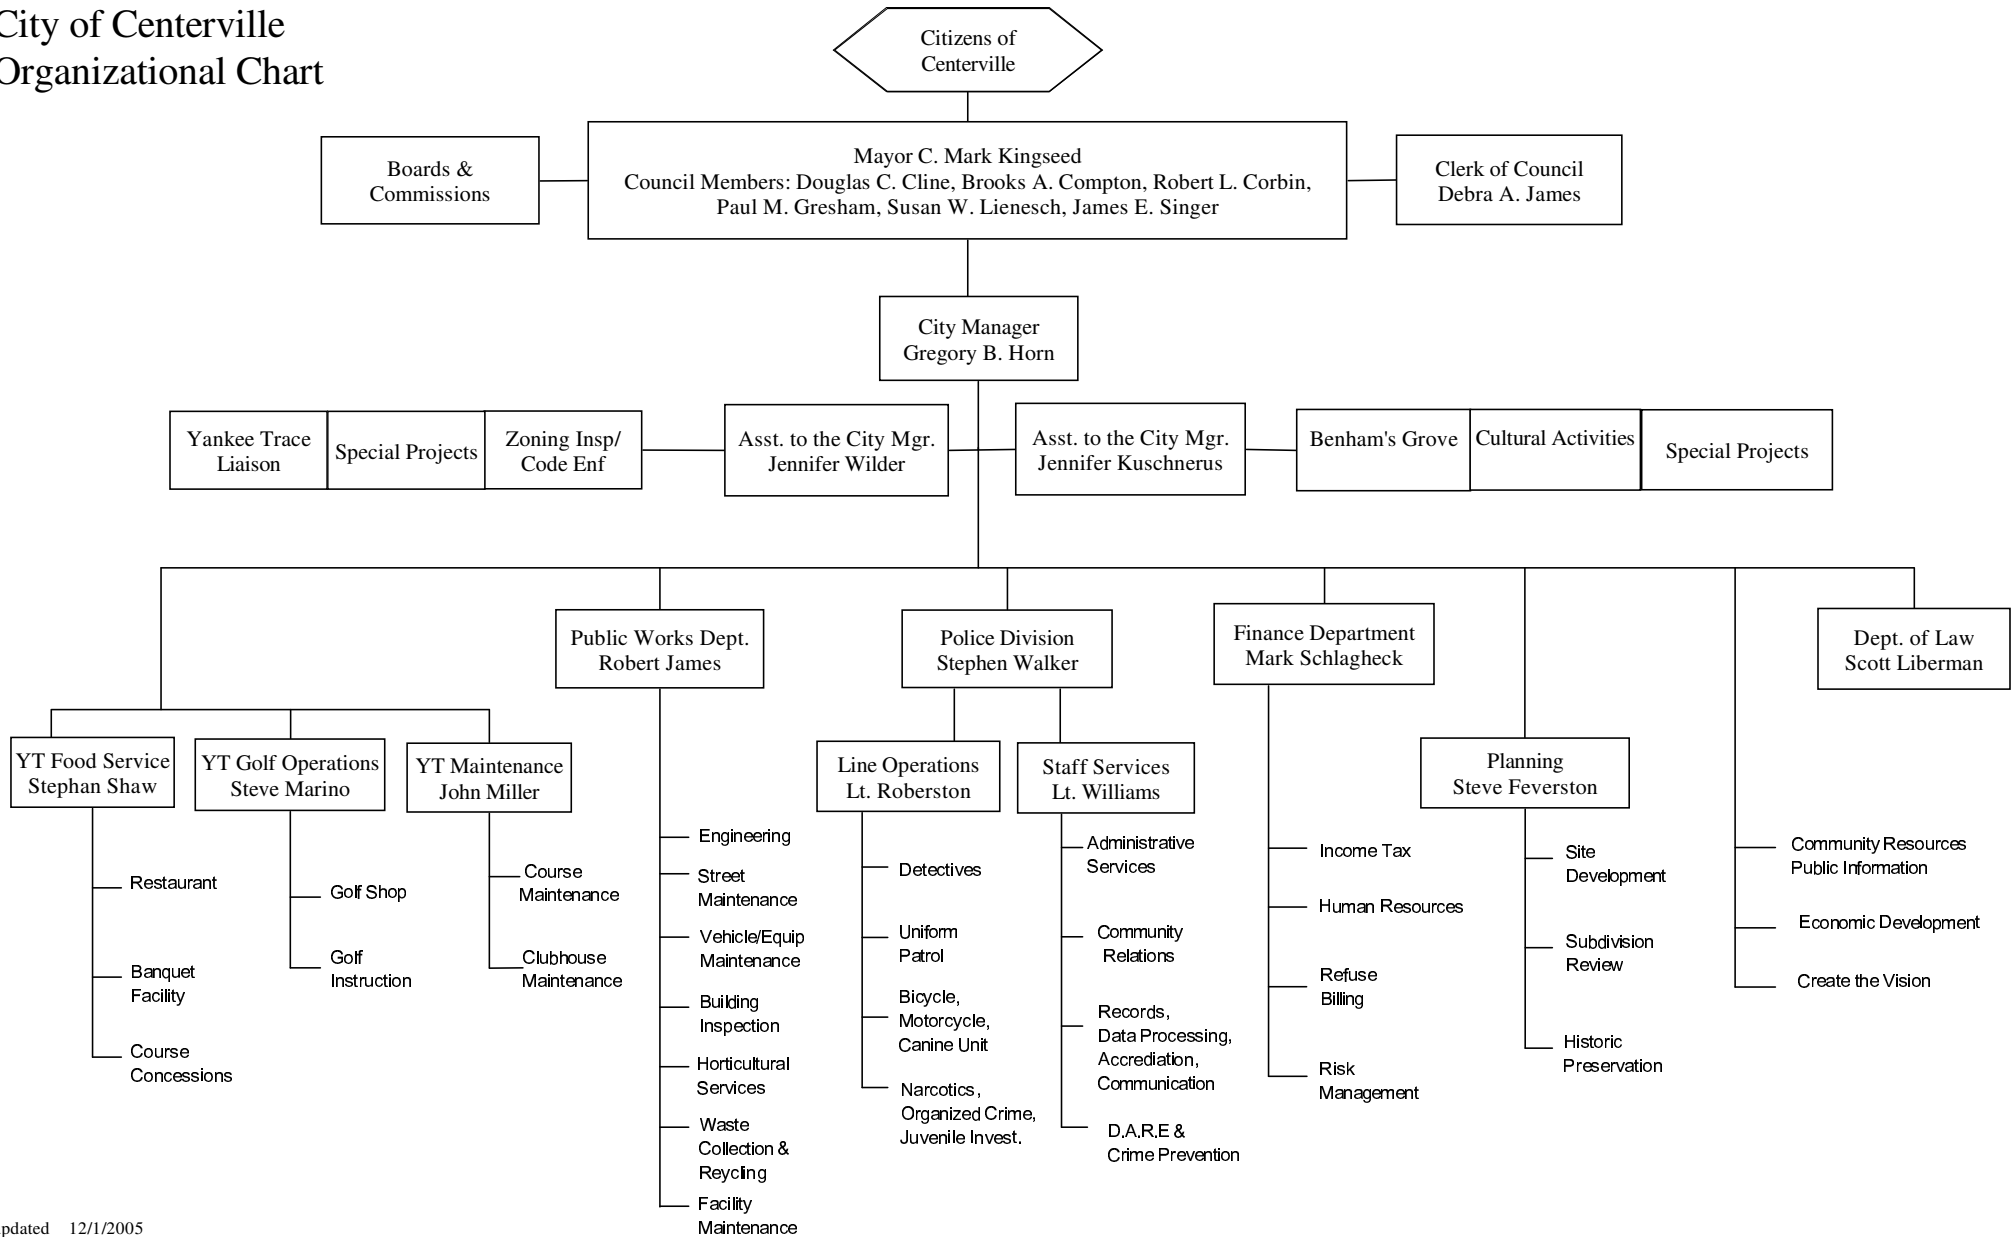 City of Centerville
Organizational Chart
Citizens of
Centerville
Boards &
Commissions
Mayor C. Mark Kingseed
Council Members: Douglas C. Cline, Brooks A. Compton, Robert L. Corbin,
Paul M. Gresham, Susan W. Lienesch, James E. Singer
Clerk of Council
Debra A. James
City Manager
Gregory B. Horn
Yankee Trace
Liaison
Special Projects
Zoning Insp/
Code Enf
Asst. to the City Mgr.
Jennifer Wilder
Asst. to the City Mgr.
Jennifer Kuschnerus
Benham's Grove
Cultural Activities
Special Projects
Public Works Dept.
Robert James
Police Division
Stephen Walker
Finance Department
Mark Schlagheck
Dept. of Law
Scott Liberman
YT Food Service
Stephan Shaw
YT Golf Operations
Steve Marino
YT Maintenance
John Miller
Line Operations
Lt. Roberston
Staff Services
Lt. Williams
Planning
Steve Feverston
Restaurant
Banquet
Facility
Course
Concessions
Golf Shop
Golf
Instruction
Course
Maintenance
Clubhouse
Maintenance
Engineering
Street
Maintenance
Vehicle/Equip
Maintenance
Building
Inspection
Horticultural
Services
Waste
Collection &
Reycling
Facility
Maintenance
Detectives
Uniform
Patrol
Bicycle,
Motorcycle,
Canine Unit
Narcotics,
Organized Crime,
Juvenile Invest.
Administrative
Services
Community
Relations
Records,
Data Processing,
Accrediation,
Communication
D.A.R.E &
Crime Prevention
Income Tax
Human Resources
Refuse
Billing
Risk
Management
Site
Development
Subdivision
Review
Historic
Preservation
Community Resources
Public Information
Economic Development
Create the Vision
pdated 12/1/2005